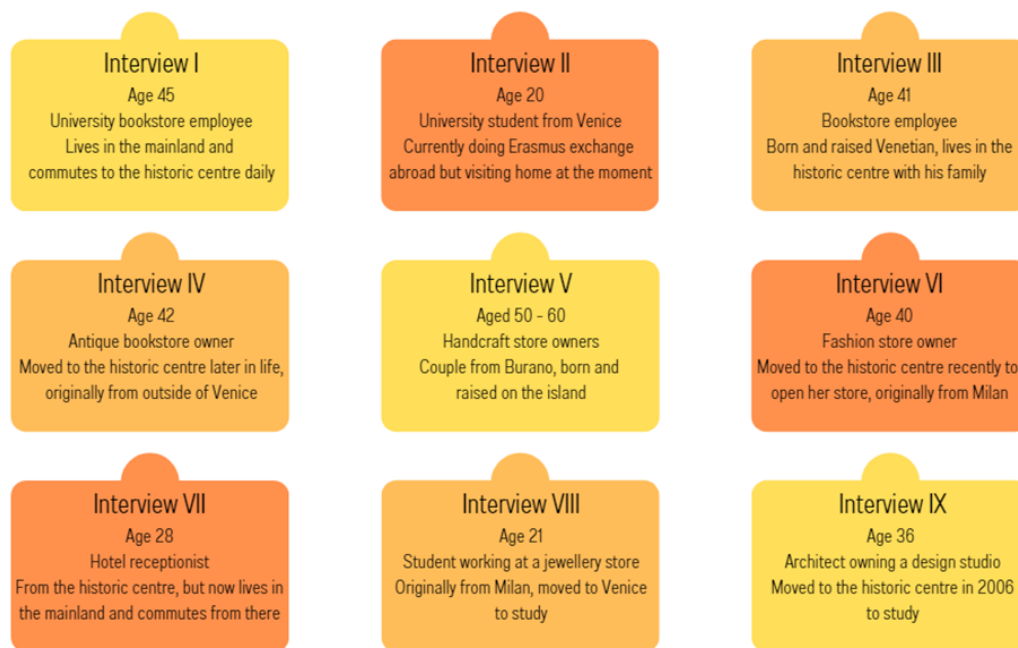 Interview I
Age 45
University bookstore employee
Lives in the mainland and
commutes to the historic centre daily
Interview II
Age 20
University student from Venice
Currently doing Erasmus exchange
abroad but visiting home at the moment
Interview III
Age 41
Bookstore employee
Born and raised Venetian, lives in the
historic centre with his family
Interview IV
Age 42
Antique bookstore owner
Moved to the historic centre later in life,
originally from outside of Venice
Interview V
Aged 50 - 60
Handcraft store owners
Couple from Burano, born and
raised on the island
Interview VI
Age 40
Fashion store owner
Moved to the historic centre recently to
open her store, originally from Milan
Interview VII
Age 28
Hotel receptionist
From the historic centre, but now lives in
the mainland and commutes from there
Interview VIII
Age 21
Student working at a jewellery store
Originally from Milan, moved to Venice
to study
Interview IX
Age 36
Architect owning a design studio
Moved to the historic centre in 2006
to study